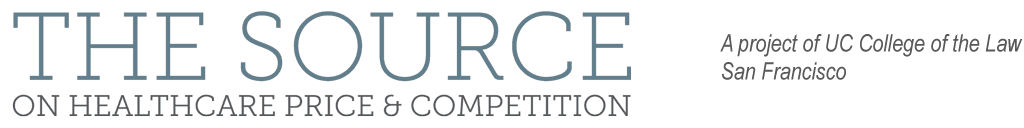 THE SOURCE
ON HEALTHCARE PRICE & COMPETITION
A project of UC College of the Law
San Francisco